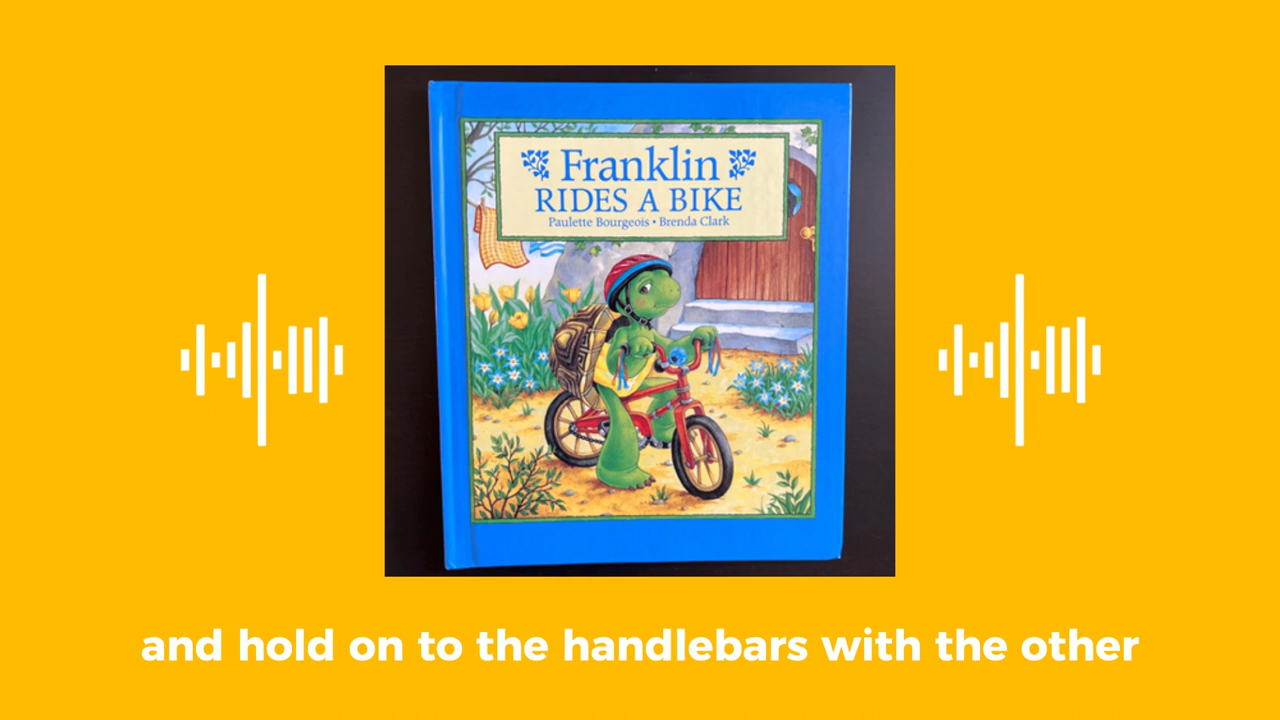 Franklin
RIDES A BIKE
Paulette Bourgeois • Brenda Clark
and hold on to the handlebars with the other